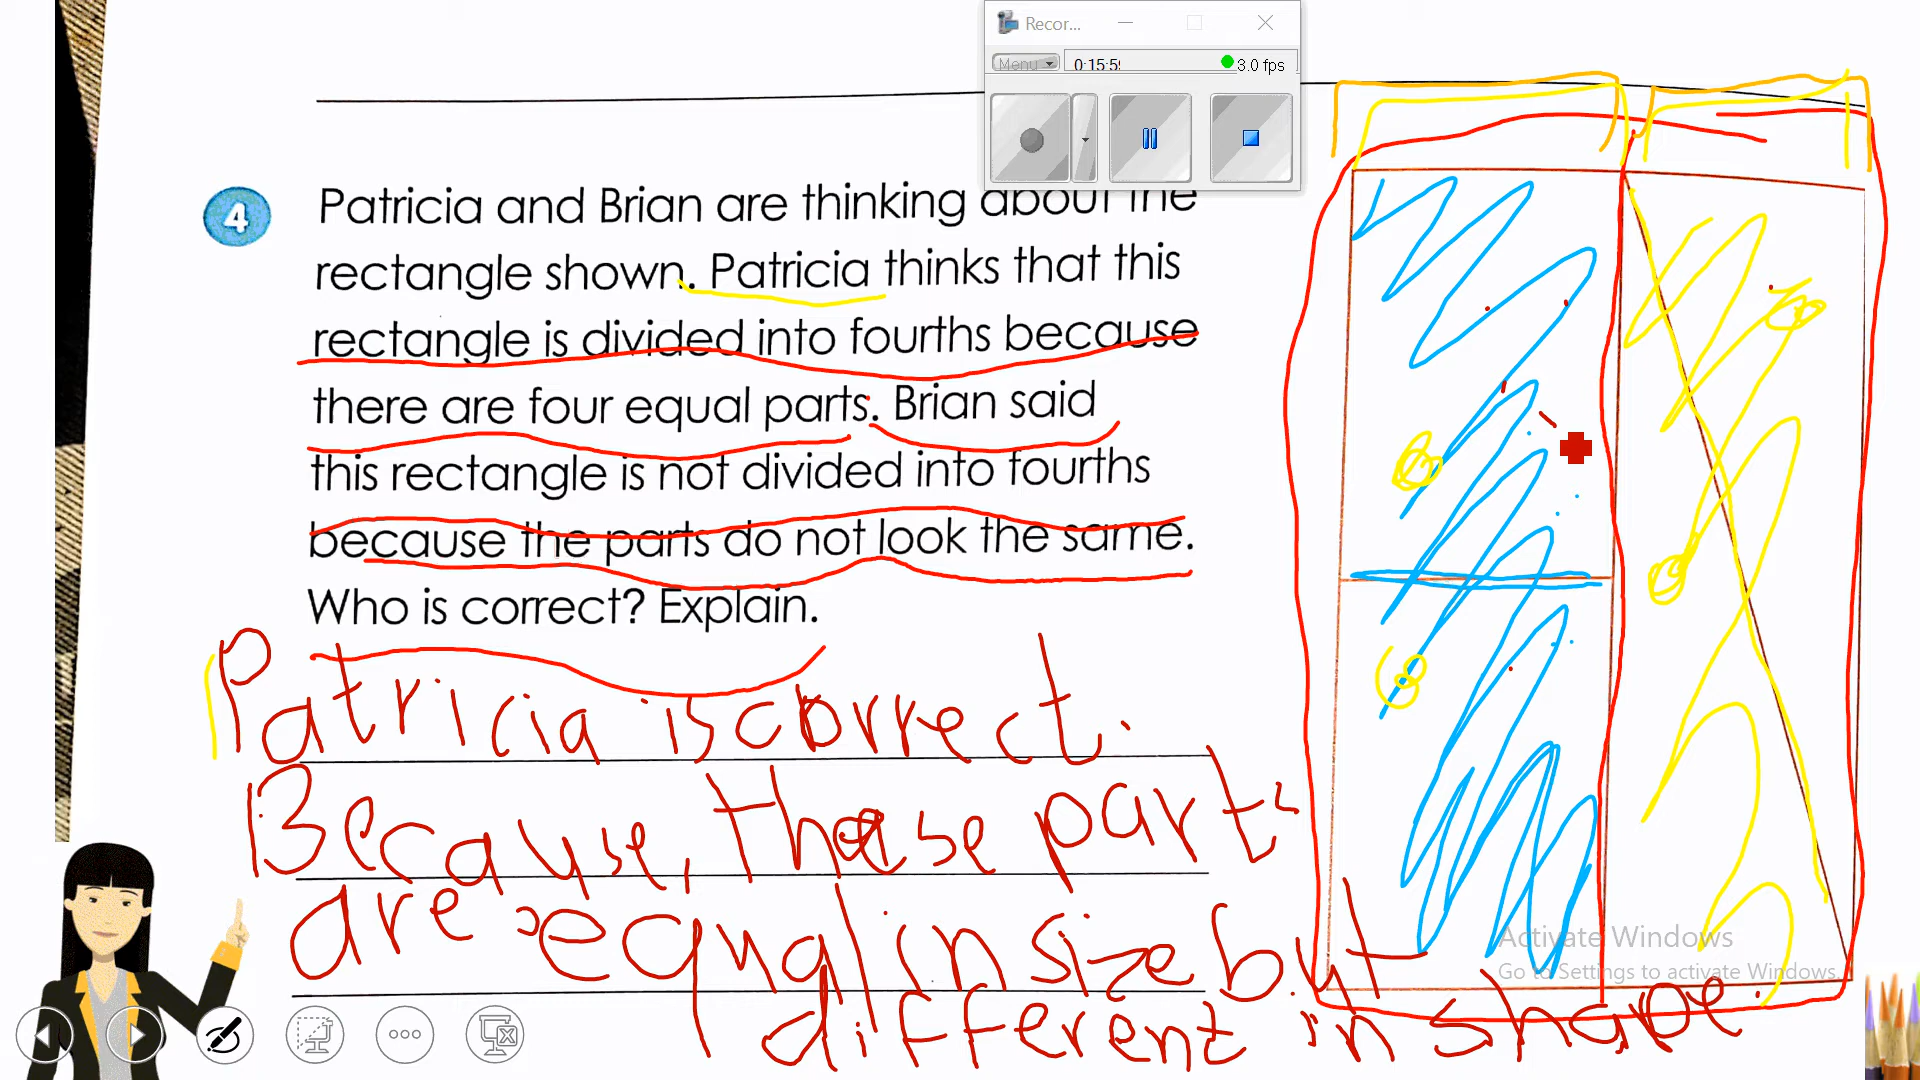 Recor...
Menu
0:15:5
3.0 fps
4
Patricia and Brian are thinking about the
rectangle shown. Patricia thinks that this
rectangle is divided into fourths because
there are four equal parts. Brian said
this rectangle is not divided into fourths
because the parts do not look the same.
Who is correct? Explain.
Patricia is correct.
Because, these parts
are equal in size but
different in shape.
Activate Windows
Go to Settings to activate Windows.